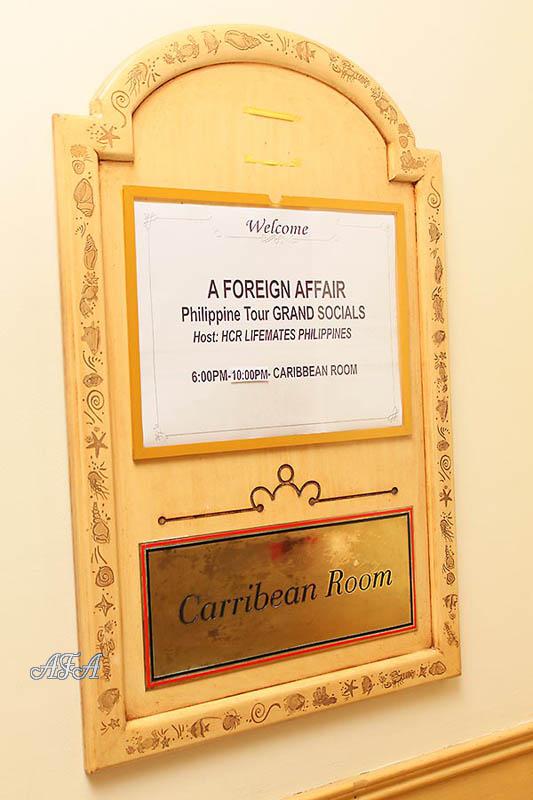 Welcome
A FOREIGN AFFAIR
Philippine Tour GRAND SOCIALS
Host: HCR LIFEMATES PHILIPPINES
6:00PM-10:00PM- CARIBBEAN ROOM
Carribean Room
AFA